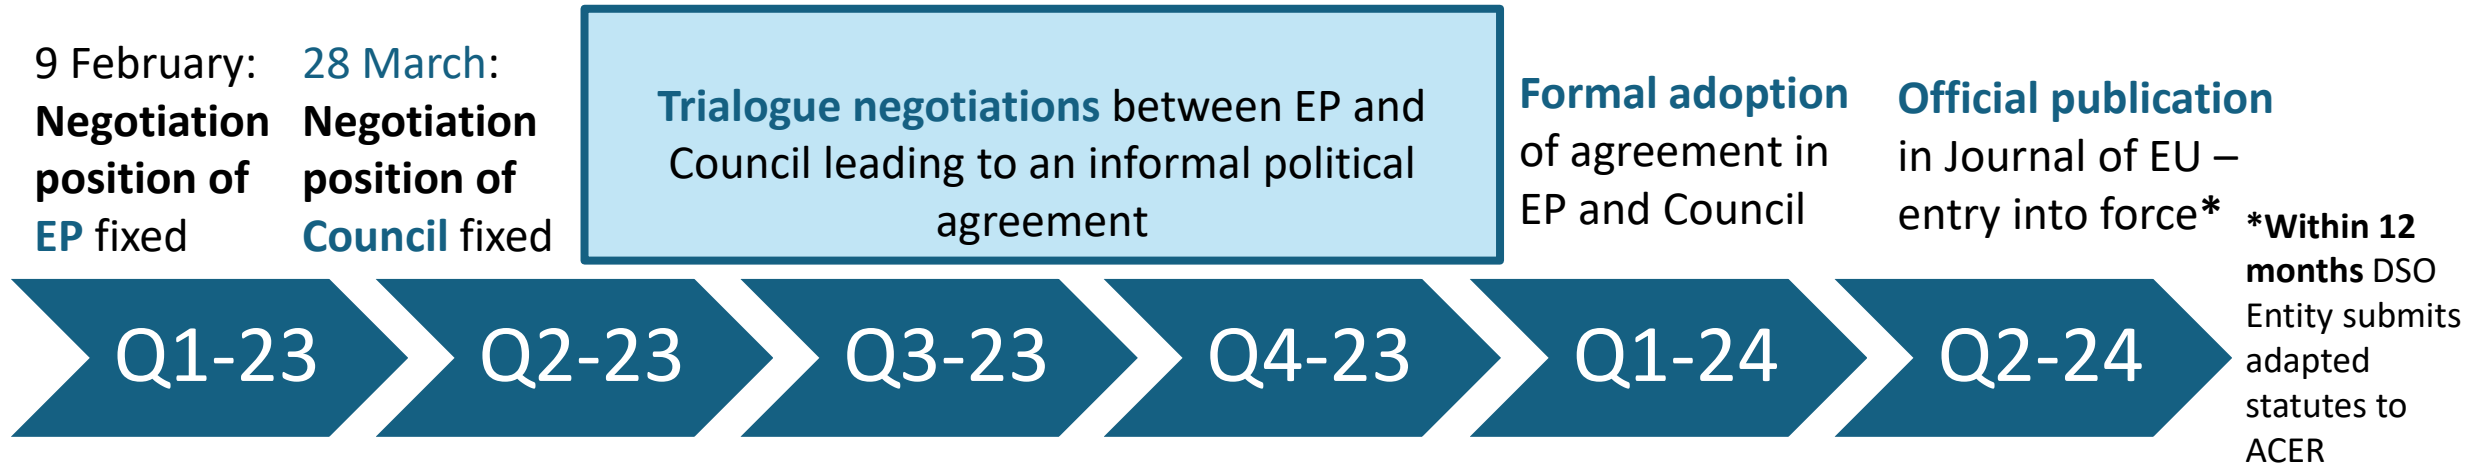 9 February:
Negotiation
position of
EP fixed
28 March:
Negotiation
position of
Council fixed
Trialogue negotiations between EP and
Council leading to an informal political
agreement
Formal adoption
of agreement in
EP and Council
Official publication
in Journal of EU –
entry into force*
*Within 12
months DSO
Entity submits
adapted
statutes to
ACER
Q1-23
Q2-23
Q3-23
Q4-23
Q1-24
Q2-24